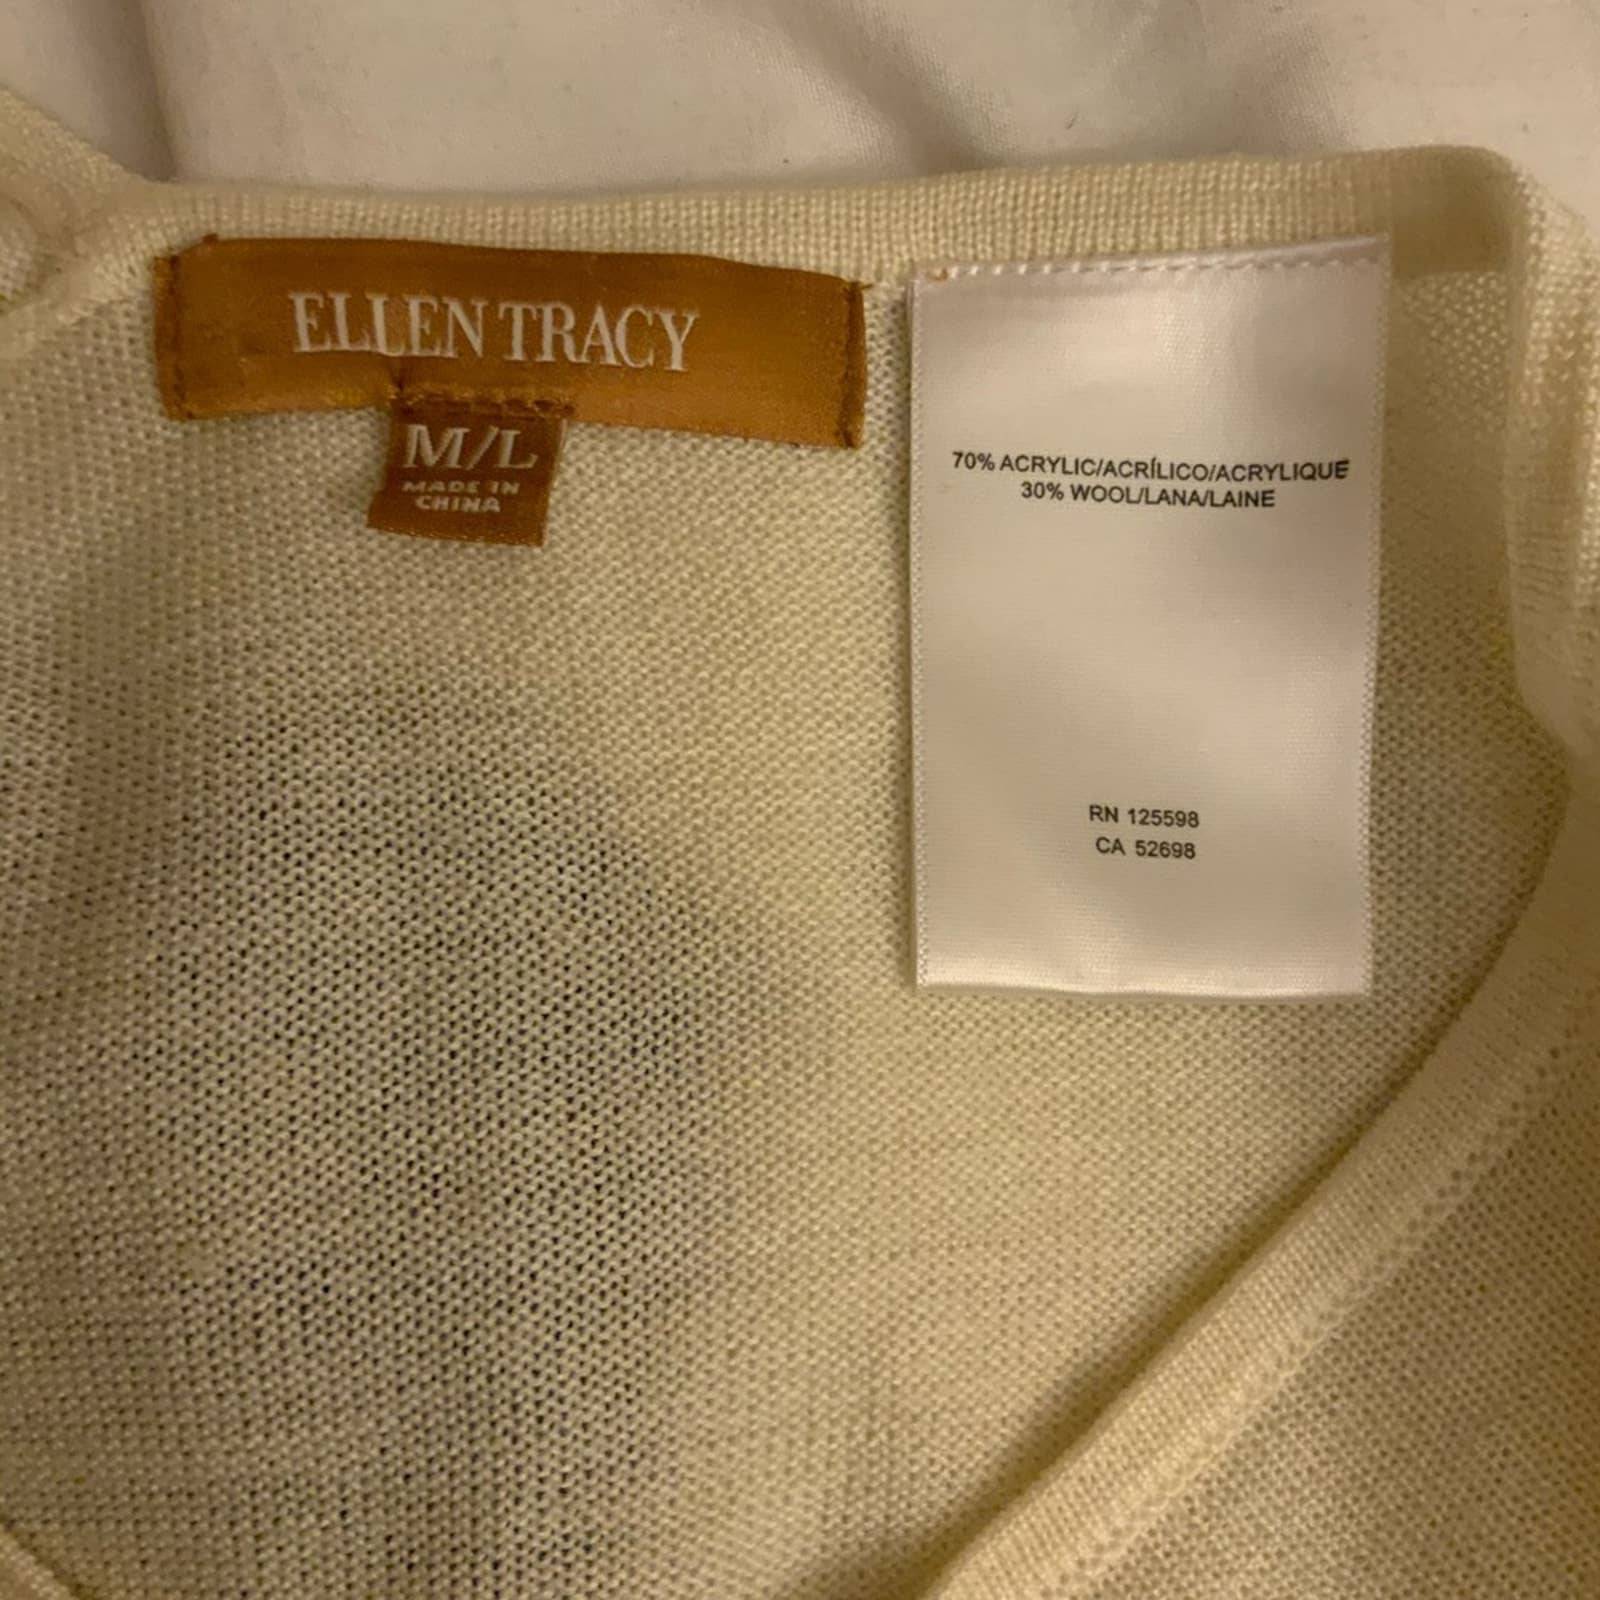 ELLEN TRACY
M/L
MADE IN
CHINA
70% ACRYLIC/ACRÍLICO/ACRYLIQUE
30% WOOL/LANA/LAINE
RN 125598
CA 52698